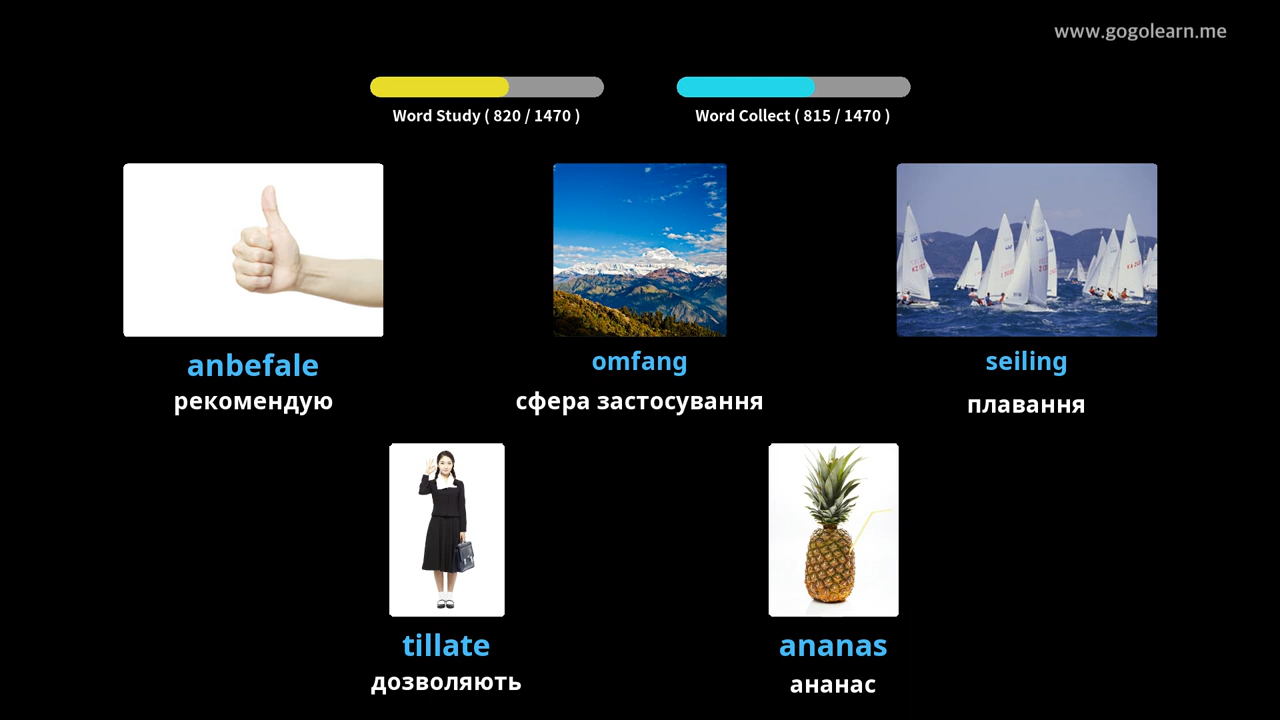 www.gogolearn.me
Word Study ( 820 / 1470 )
Word Collect ( 815 / 1470 )
anbefale
рекомендую
omfang
сфера застосування
seiling
плавання
tillate
дозволяють
ananas
ананас